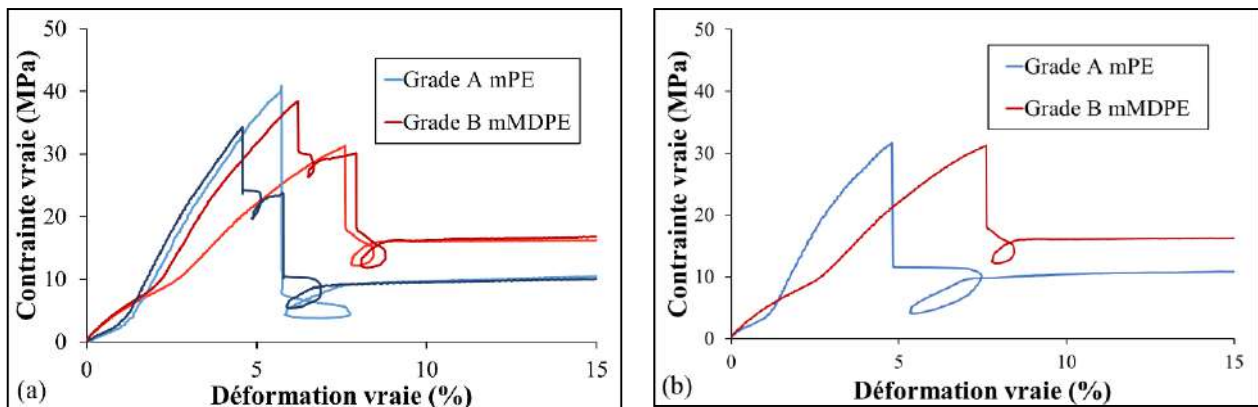 50
40
30
20
10
0
Contrainte vraie (MPa)
Grade A mPE
Grade B mMDPE
0
5
10
15
Déformation vraie (%)
(a)
50
40
30
20
10
0
Contrainte vraie (MPa)
Grade A mPE
Grade B mMDPE
0
5
10
15
Déformation vraie (%)
(b)